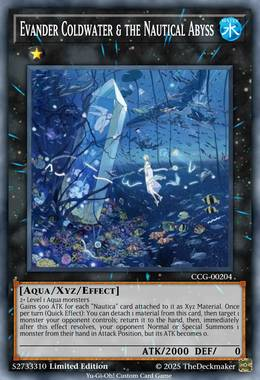 Evander Coldwater & the Nautical Abyss
WATER
水
CCG-00204
[Aqua/Xyz/Effect]
2+ Level 1 Aqua monsters
Gains 500 ATK for each "Nautica" card attached to it as Xyz Material. Once
per turn (Quick Effect): You can detach 1 material from this card, then target 1
monster your opponent controls; return it to the hand, then, immediately
after this effect resolves, your opponent Normal or Special Summons 1
monster from their hand in Attack Position, but its ATK becomes 0.
ATK/2000 DEF/ 0
S2733310 Limited Edition © 2025 TheDeckmaker
Yu-Gi-Oh! Custom Card Game